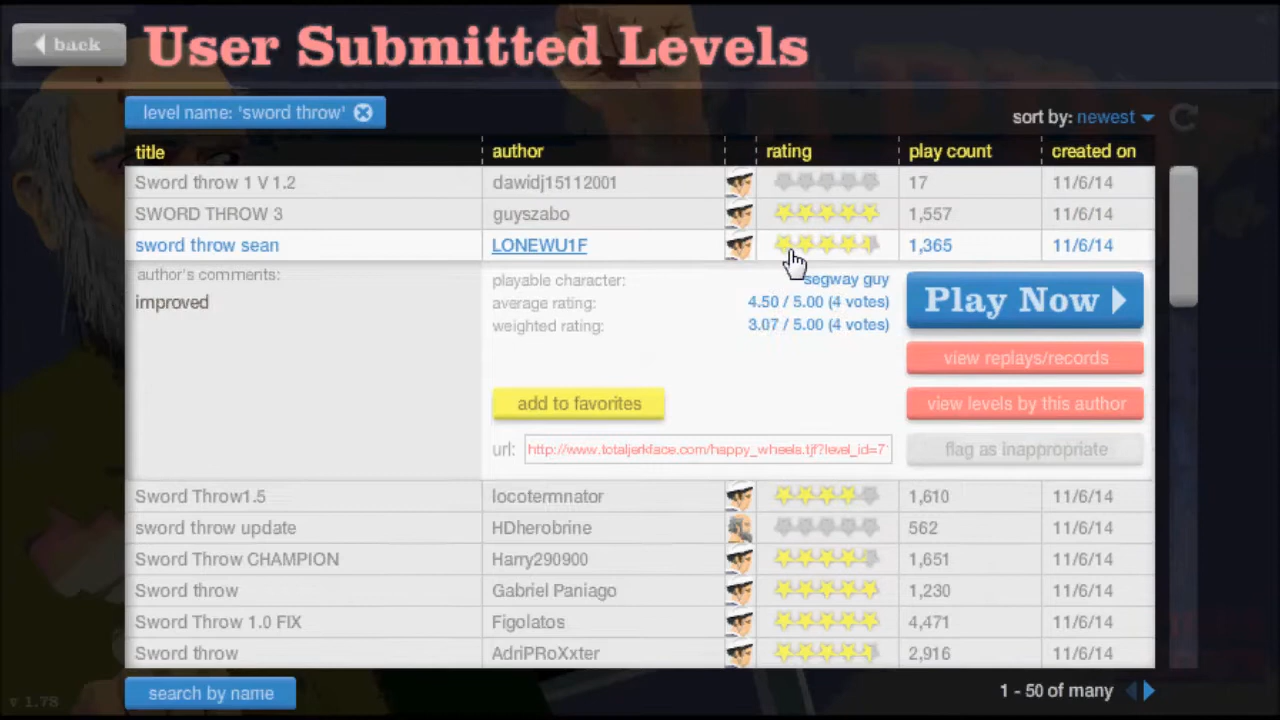 back
User Submitted Levels
level name: 'sword throw'
sort by: newest
title author rating play count created on
Sword throw 1 V 1.2 dawidj15112001 17 11/6/14
SWORD THROW 3 guyszabo 1,557 11/6/14
sword throw sean LONEWU1F 1,365 11/6/14
author's comments:
improved
playable character: segway guy
average rating: 4.50 / 5.00 (4 votes)
weighted rating: 3.07 / 5.00 (4 votes)
Play Now
view replays/records
add to favorites
view levels by this author
url: http://www.totaljerkface.com/happy_wheels.tjf?level_id=7
flag as inappropriate
Sword Throw1.5 locotermnator 1,610 11/6/14
sword throw update HDherobrine 562 11/6/14
Sword Throw CHAMPION Harry290900 1,651 11/6/14
Sword throw Gabriel Paniago 1,230 11/6/14
Sword Throw 1.0 FIX Figolatos 4,471 11/6/14
Sword throw AdriPRoXxter 2,916 11/6/14
search by name
1 - 50 of many
v 1.78